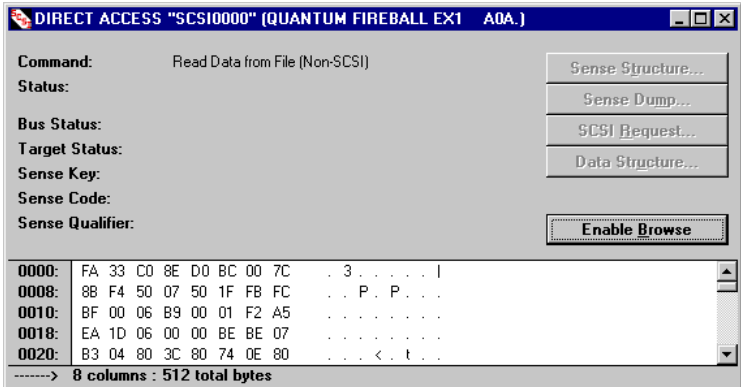 DIRECT ACCESS "SCSI0000" (QUANTUM FIREBALL EX1 A0A.)
Command: Read Data from File (Non-SCSI)
Status:
Bus Status:
Target Status:
Sense Key:
Sense Code:
Sense Qualifier:
Sense Structure...
Sense Dump...
SCSI Request...
Data Structure...
Enable Browse
0000: FA 33 C0 8E D0 BC 00 7C . 3 . . . . . |
0008: 8B F4 50 07 50 1F FB FC . . P . P . . .
0010: BF 00 06 B9 00 01 F2 A5 . . . . . . . .
0018: EA 1D 06 00 00 BE BE 07 . . . . . . . .
0020: B3 04 80 3C 80 74 0E 80 . . . < . t . .
-------> 8 columns : 512 total bytes